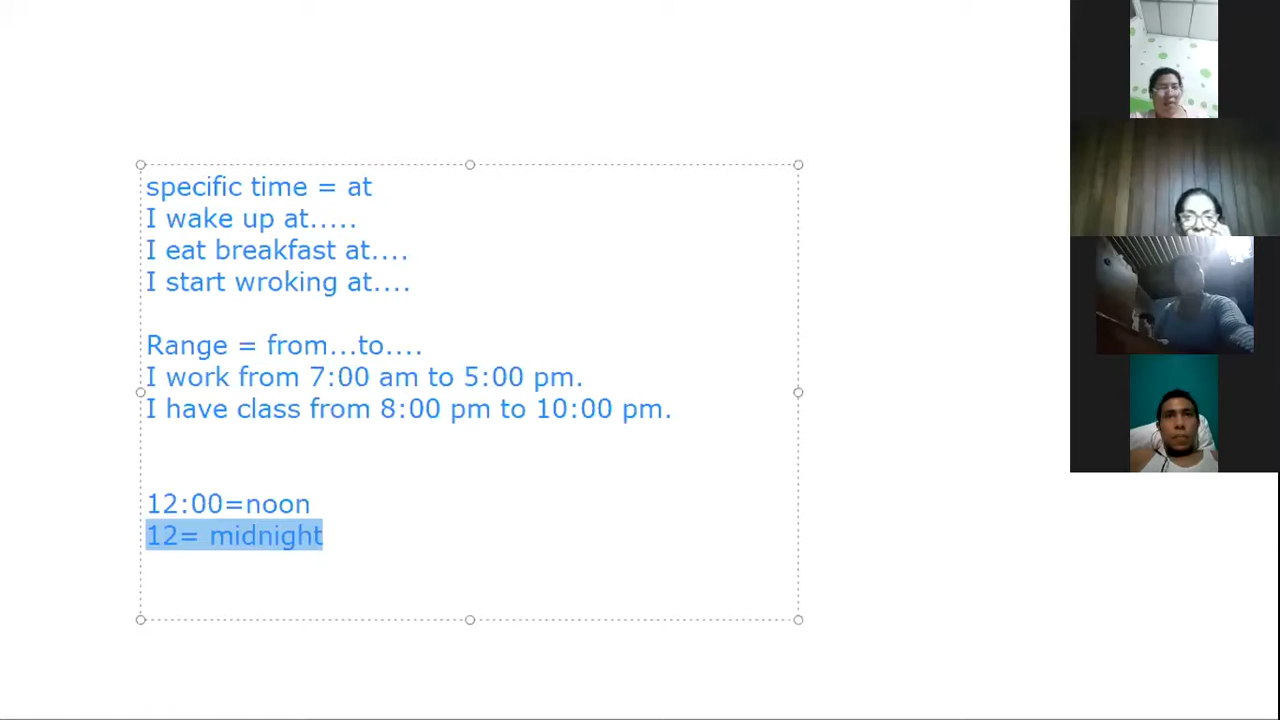 specific time = at
I wake up at.....
I eat breakfast at....
I start wroking at....
Range = from...to....
I work from 7:00 am to 5:00 pm.
I have class from 8:00 pm to 10:00 pm.
12:00=noon
12= midnight